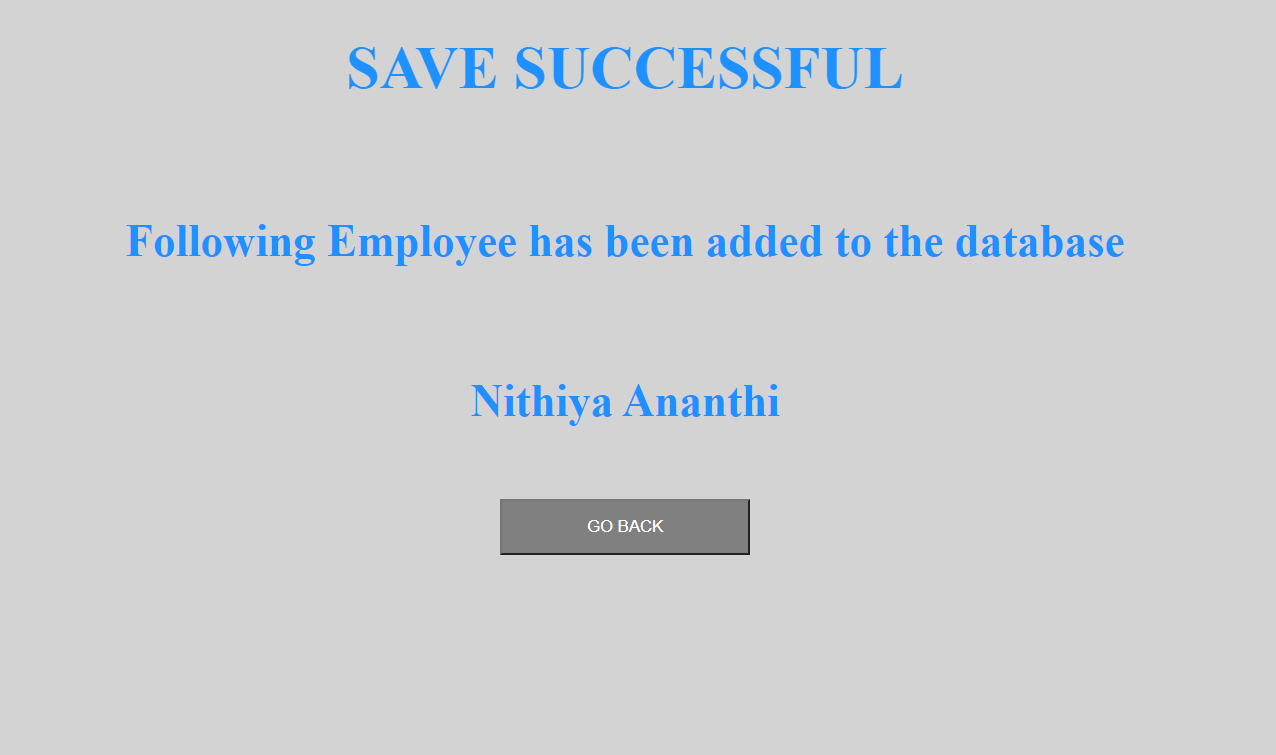 SAVE SUCCESSFUL
Following Employee has been added to the database
Nithiya Ananthi
GO BACK